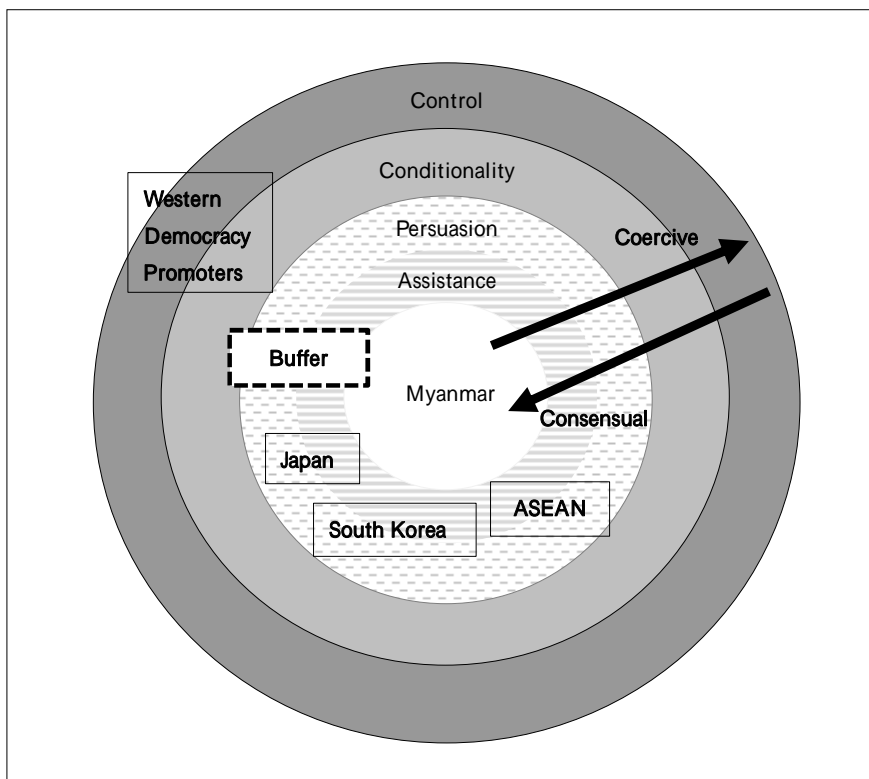 Control
Conditionality
Western
Democracy
Promoters
Persuasion
Coercive
Assistance
Buffer
Myanmar
Consensual
Japan
ASEAN
South Korea